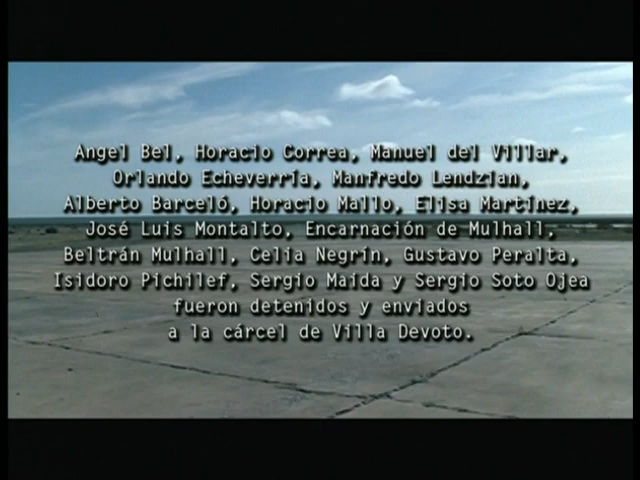 Angel Bel, Horacio Correa, Manuel del Villar,
Orlando Echeverría, Manfredo Lendzian,
Alberto Barceló, Horacio Mallo, Elisa Martínez,
José Luis Montalto, Encarnación de Mulhall,
Beltrán Mulhall, Celia Negrín, Gustavo Peralta,
Isidoro Pichilef, Sergio Maida y Sergio Soto Ojea
fueron detenidos y enviados
a la cárcel de Villa Devoto.